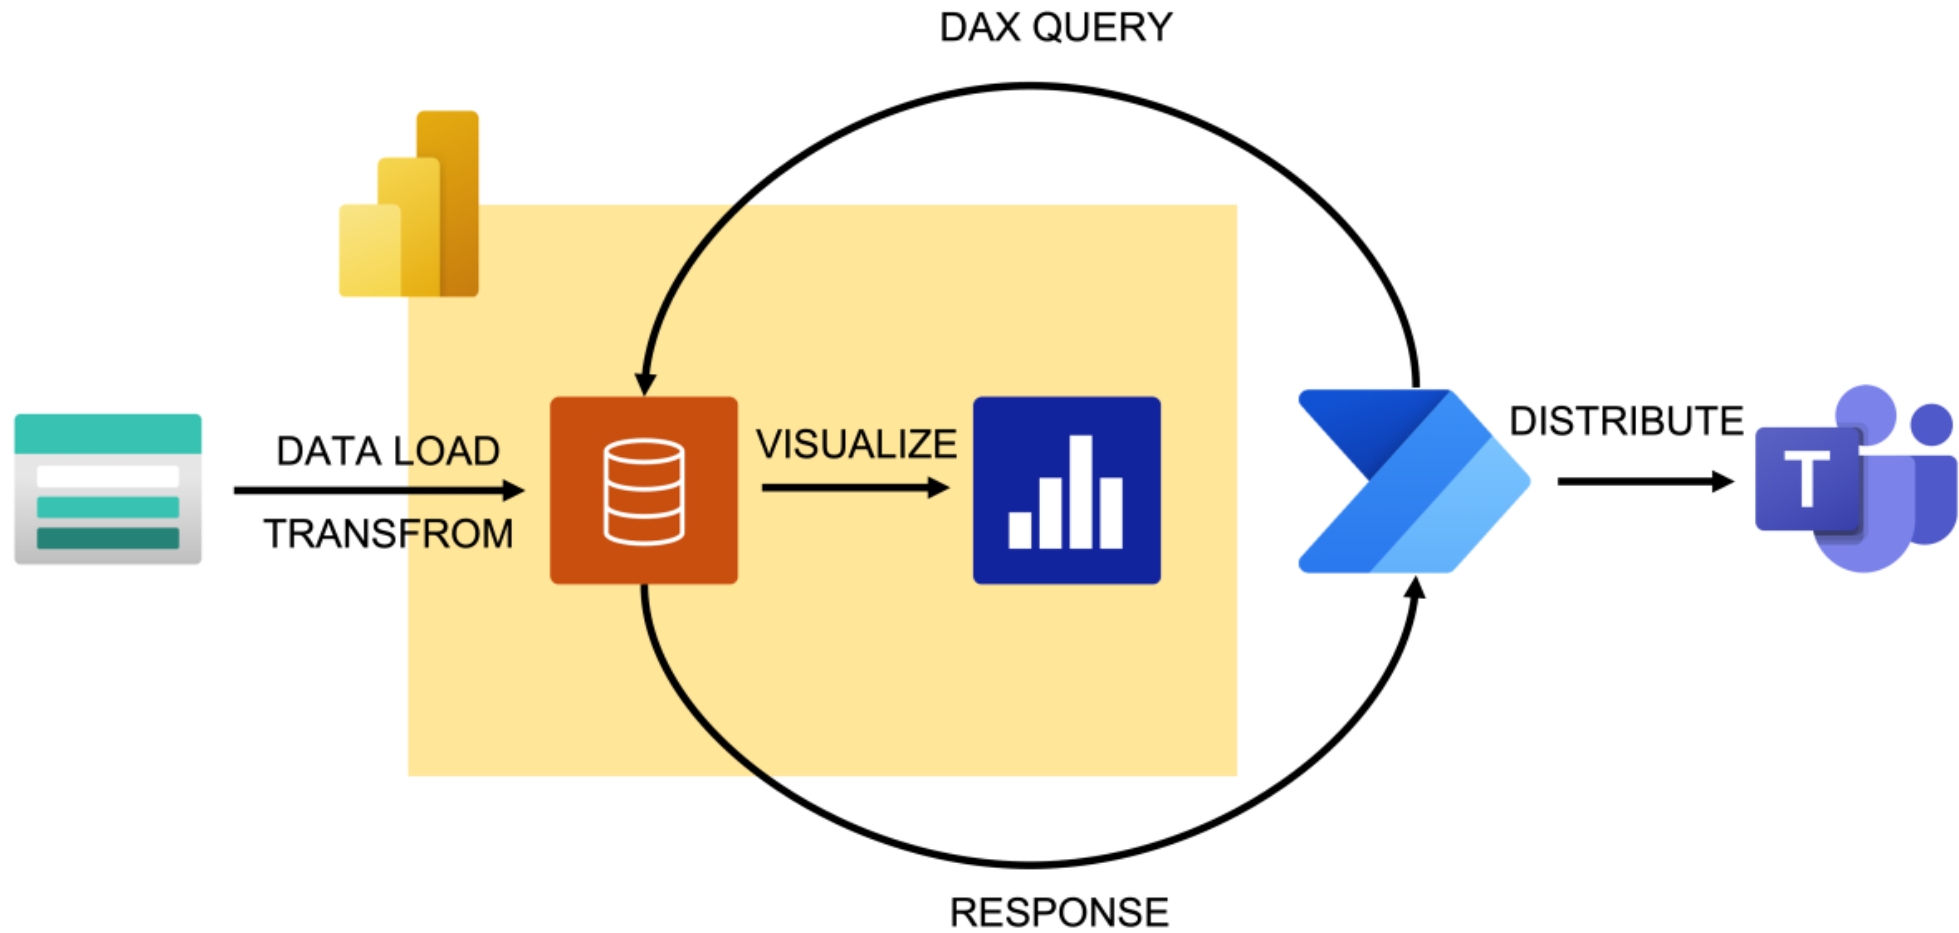 DAX QUERY
DATA LOAD
TRANSFROM
VISUALIZE
DISTRIBUTE
T
RESPONSE